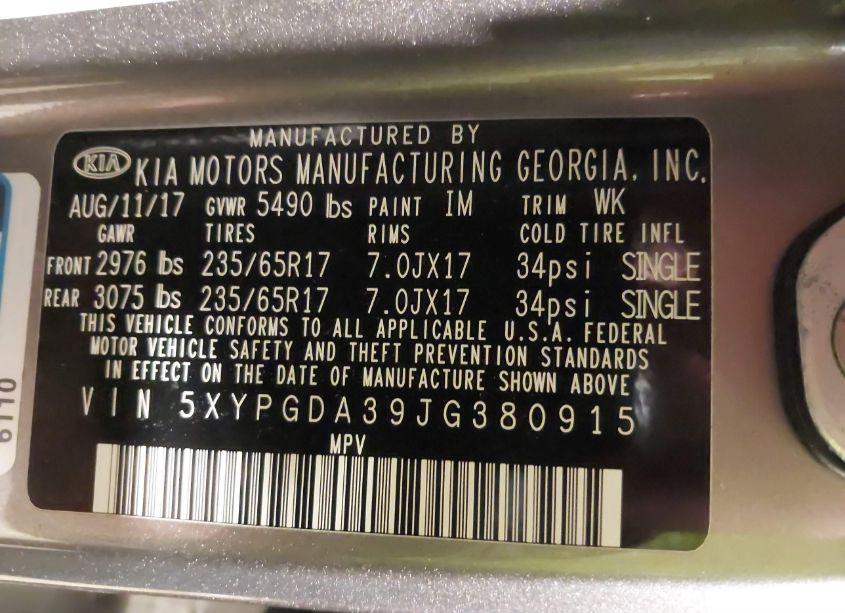 MANUFACTURED BY
KIA KIA MOTORS MANUFACTURING GEORGIA, INC.
AUG/11/17 GVWR 5490 lbs PAINT IM TRIM WK
GAWR TIRES RIMS COLD TIRE INFL
FRONT 2976 lbs 235/65R17 7.0JX17 34psi SINGLE
REAR 3075 lbs 235/65R17 7.0JX17 34psi SINGLE
THIS VEHICLE CONFORMS TO ALL APPLICABLE U.S.A. FEDERAL
MOTOR VEHICLE SAFETY AND THEFT PREVENTION STANDARDS
IN EFFECT ON THE DATE OF MANUFACTURE SHOWN ABOVE
VIN 5XYPGDA39JG380915
MPV
6110